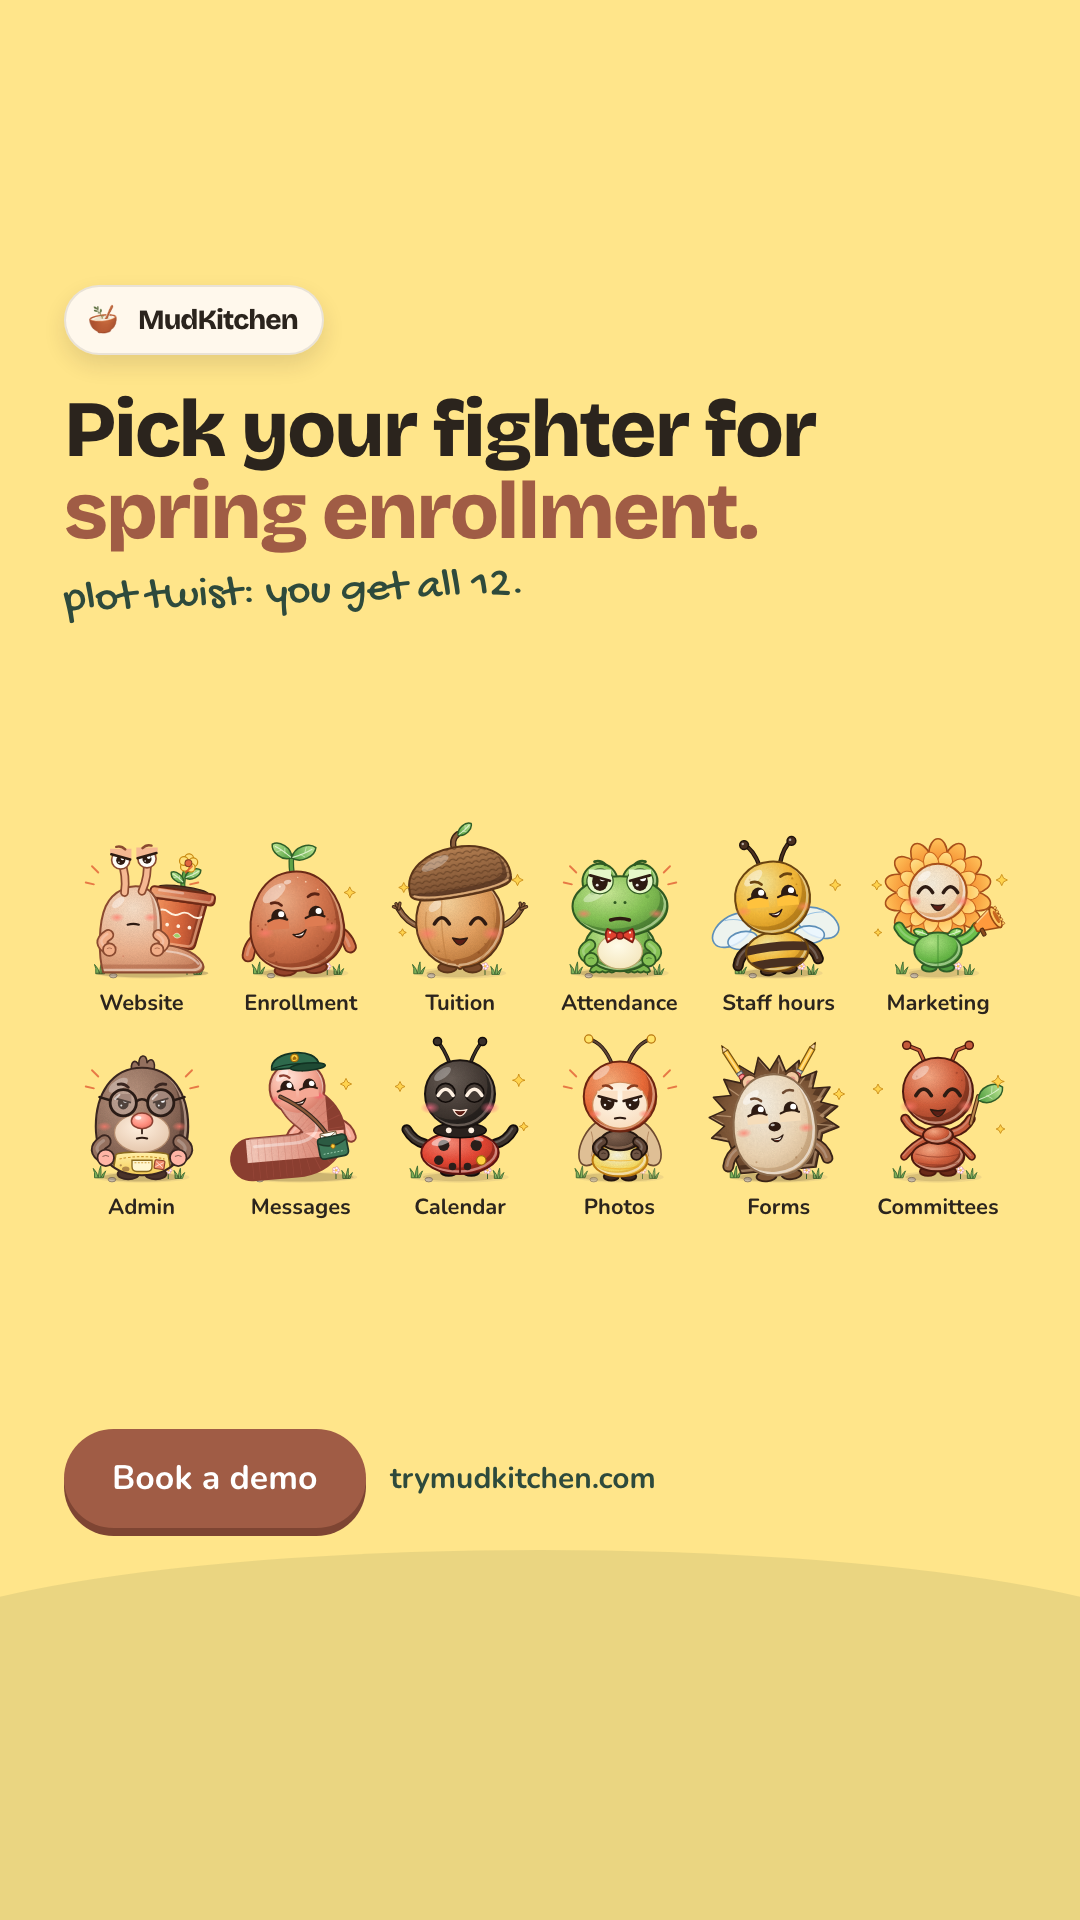 MudKitchen
Pick your fighter for
spring enrollment.
plot twist: you get all 12.
Website Enrollment Tuition Attendance Staff hours Marketing
Admin Messages Calendar Photos Forms Committees
Book a demo trymudkitchen.com